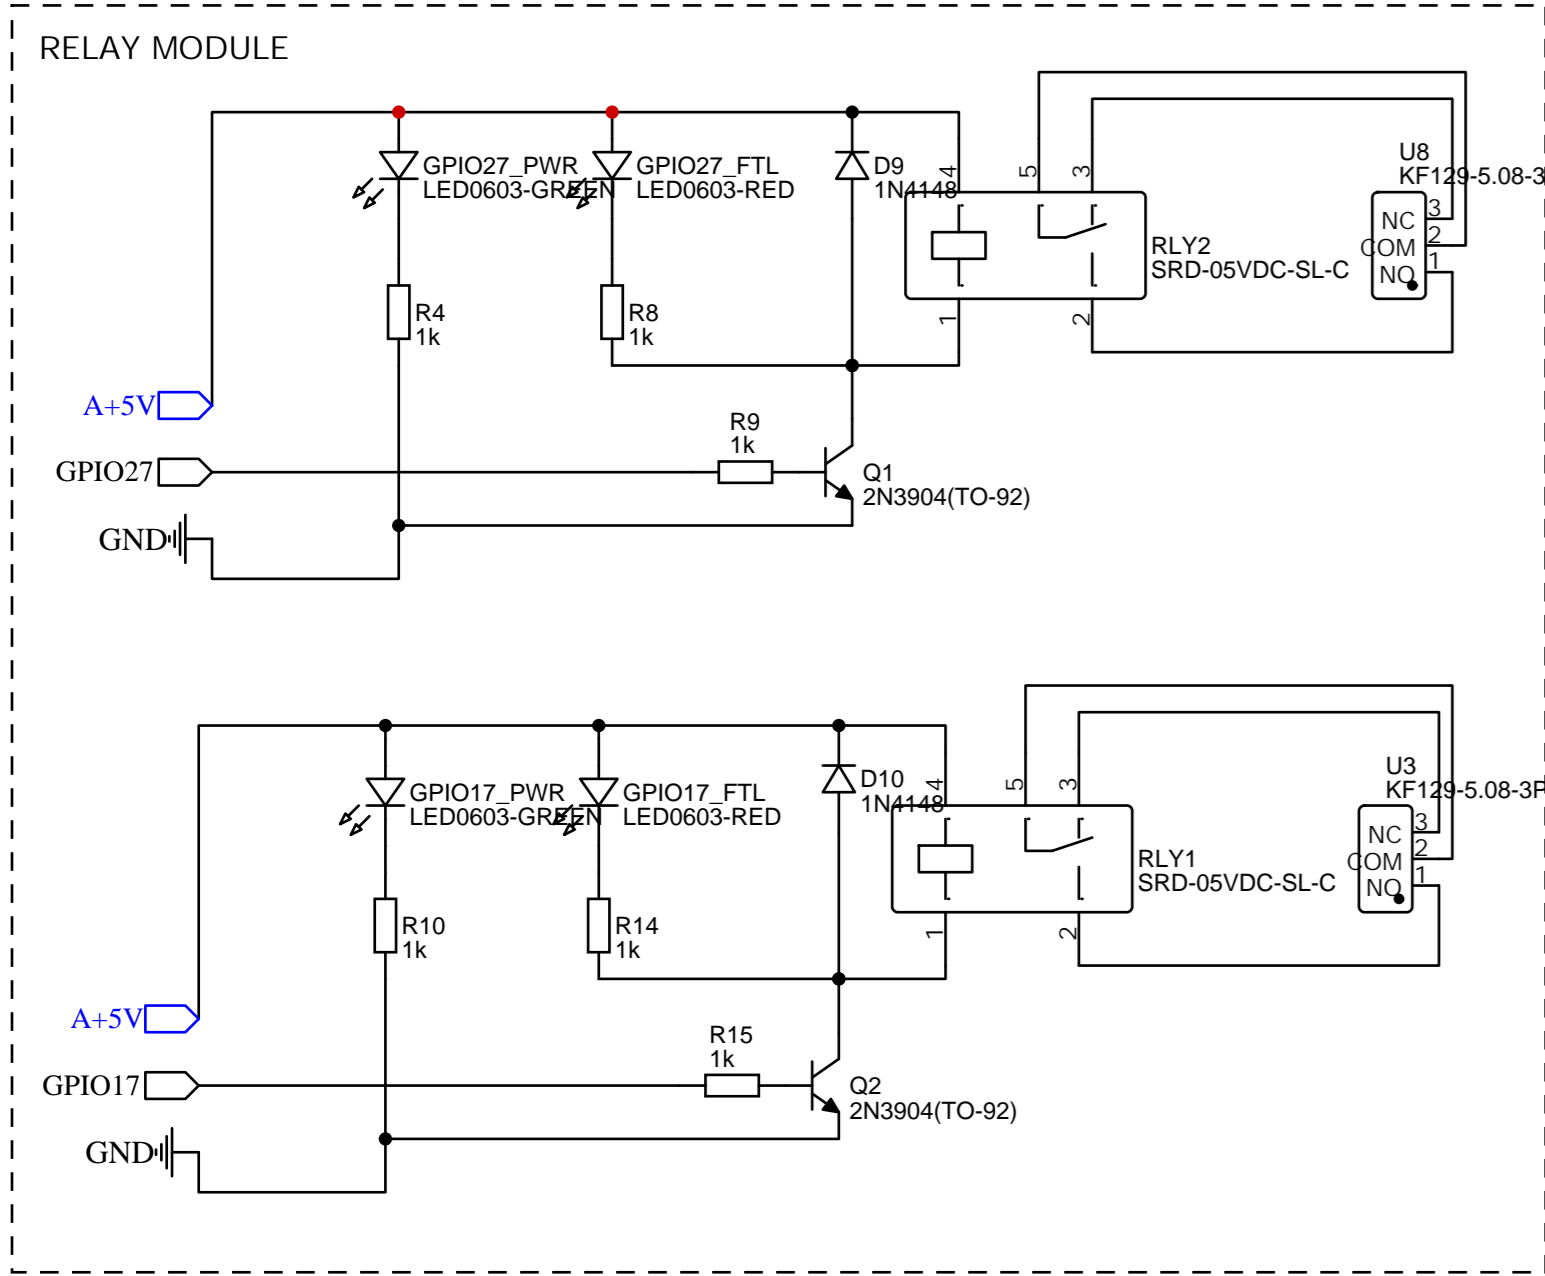 RELAY MODULE
GPIO27_PWR
LED0603-GREEN
GPIO27_FTL
LED0603-RED
D9
1N4148
4
5
3
U8
KF129-5.08-3
NC
3
COM
2
NO
1
RLY2
SRD-05VDC-SL-C
R4
1k
R8
1k
1
2
A+5V
R9
1k
GPIO27
Q1
2N3904(TO-92)
GND
GPIO17_PWR
LED0603-GREEN
GPIO17_FTL
LED0603-RED
D10
1N4148
4
5
3
U3
KF129-5.08-3P
NC
3
COM
2
NO
1
RLY1
SRD-05VDC-SL-C
R10
1k
R14
1k
1
2
A+5V
R15
1k
GPIO17
Q2
2N3904(TO-92)
GND